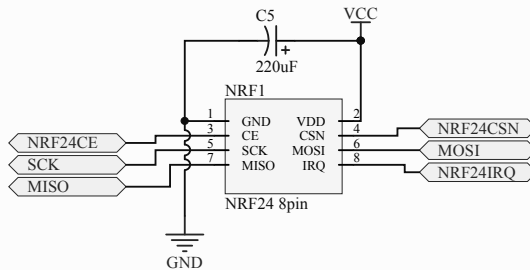 C5
VCC
+
220uF
NRF1
1 GND VDD 2
3 CE CSN 4
5 SCK MOSI 6
7 MISO IRQ 8
NRF24CE
SCK
MISO
NRF24CSN
MOSI
NRF24IRQ
NRF24 8pin
GND